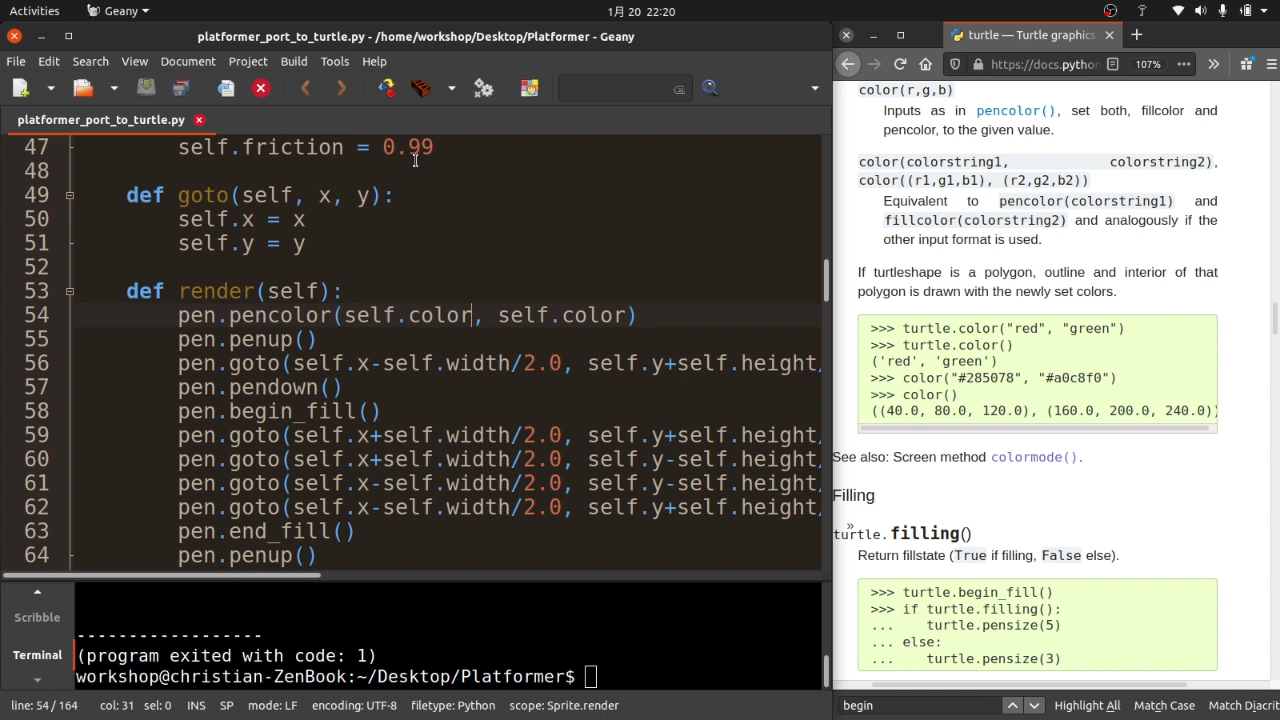 Activities
Geany
1月 20 22:20
platformer_port_to_turtle.py - /home/workshop/Desktop/Platformer - Geany
File Edit Search View Document Project Build Tools Help
platformer_port_to_turtle.py
47 self.friction = 0.99
48
49 def goto(self, x, y):
50 self.x = x
51 self.y = y
52
53 def render(self):
54 pen.pencolor(self.color, self.color)
55 pen.penup()
56 pen.goto(self.x-self.width/2.0, self.y+self.height/
57 pen.pendown()
58 pen.begin_fill()
59 pen.goto(self.x+self.width/2.0, self.y+self.height/
60 pen.goto(self.x+self.width/2.0, self.y-self.height/
61 pen.goto(self.x-self.width/2.0, self.y-self.height/
62 pen.goto(self.x-self.width/2.0, self.y+self.height/
63 pen.end_fill()
64 pen.penup()
Scribble
Terminal
------------------
(program exited with code: 1)
workshop@christian-ZenBook:~/Desktop/Platformer$
line: 54 / 164 col: 31 sel: 0 INS SP mode: LF encoding: UTF-8 filetype: Python scope: Sprite.render
turtle — Turtle graphics
https://docs.pytho
107%
color(r,g,b)
Inputs as in pencolor(), set both, fillcolor and
pencolor, to the given value.
color(colorstring1, colorstring2),
color((r1,g1,b1), (r2,g2,b2))
Equivalent to pencolor(colorstring1) and
fillcolor(colorstring2) and analogously if the
other input format is used.
If turtleshape is a polygon, outline and interior of that
polygon is drawn with the newly set colors.
>>> turtle.color("red", "green")
>>> turtle.color()
('red', 'green')
>>> color("#285078", "#a0c8f0")
>>> color()
((40.0, 80.0, 120.0), (160.0, 200.0, 240.0))
See also: Screen method colormode().
Filling
»
turtle.filling()
Return fillstate (True if filling, False else).
>>> turtle.begin_fill()
>>> if turtle.filling():
... turtle.pensize(5)
... else:
... turtle.pensize(3)
begin
Highlight All Match Case Match Diacrit